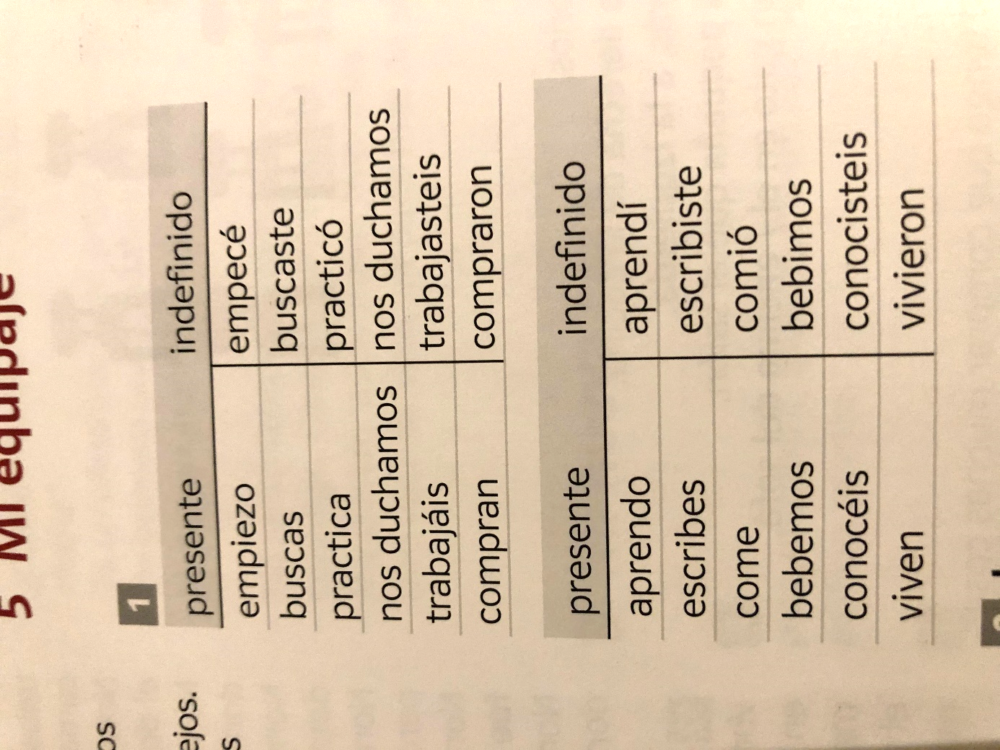 5 Mi equipaje
1
presente indefinido
empiezo empecé
buscas buscaste
practica practicó
nos duchamos nos duchamos
trabajáis trabajasteis
compran compraron
presente indefinido
aprendo aprendí
escribes escribiste
come comió
bebemos bebimos
conocéis conocisteis
viven vivieron
os
ejos.
s